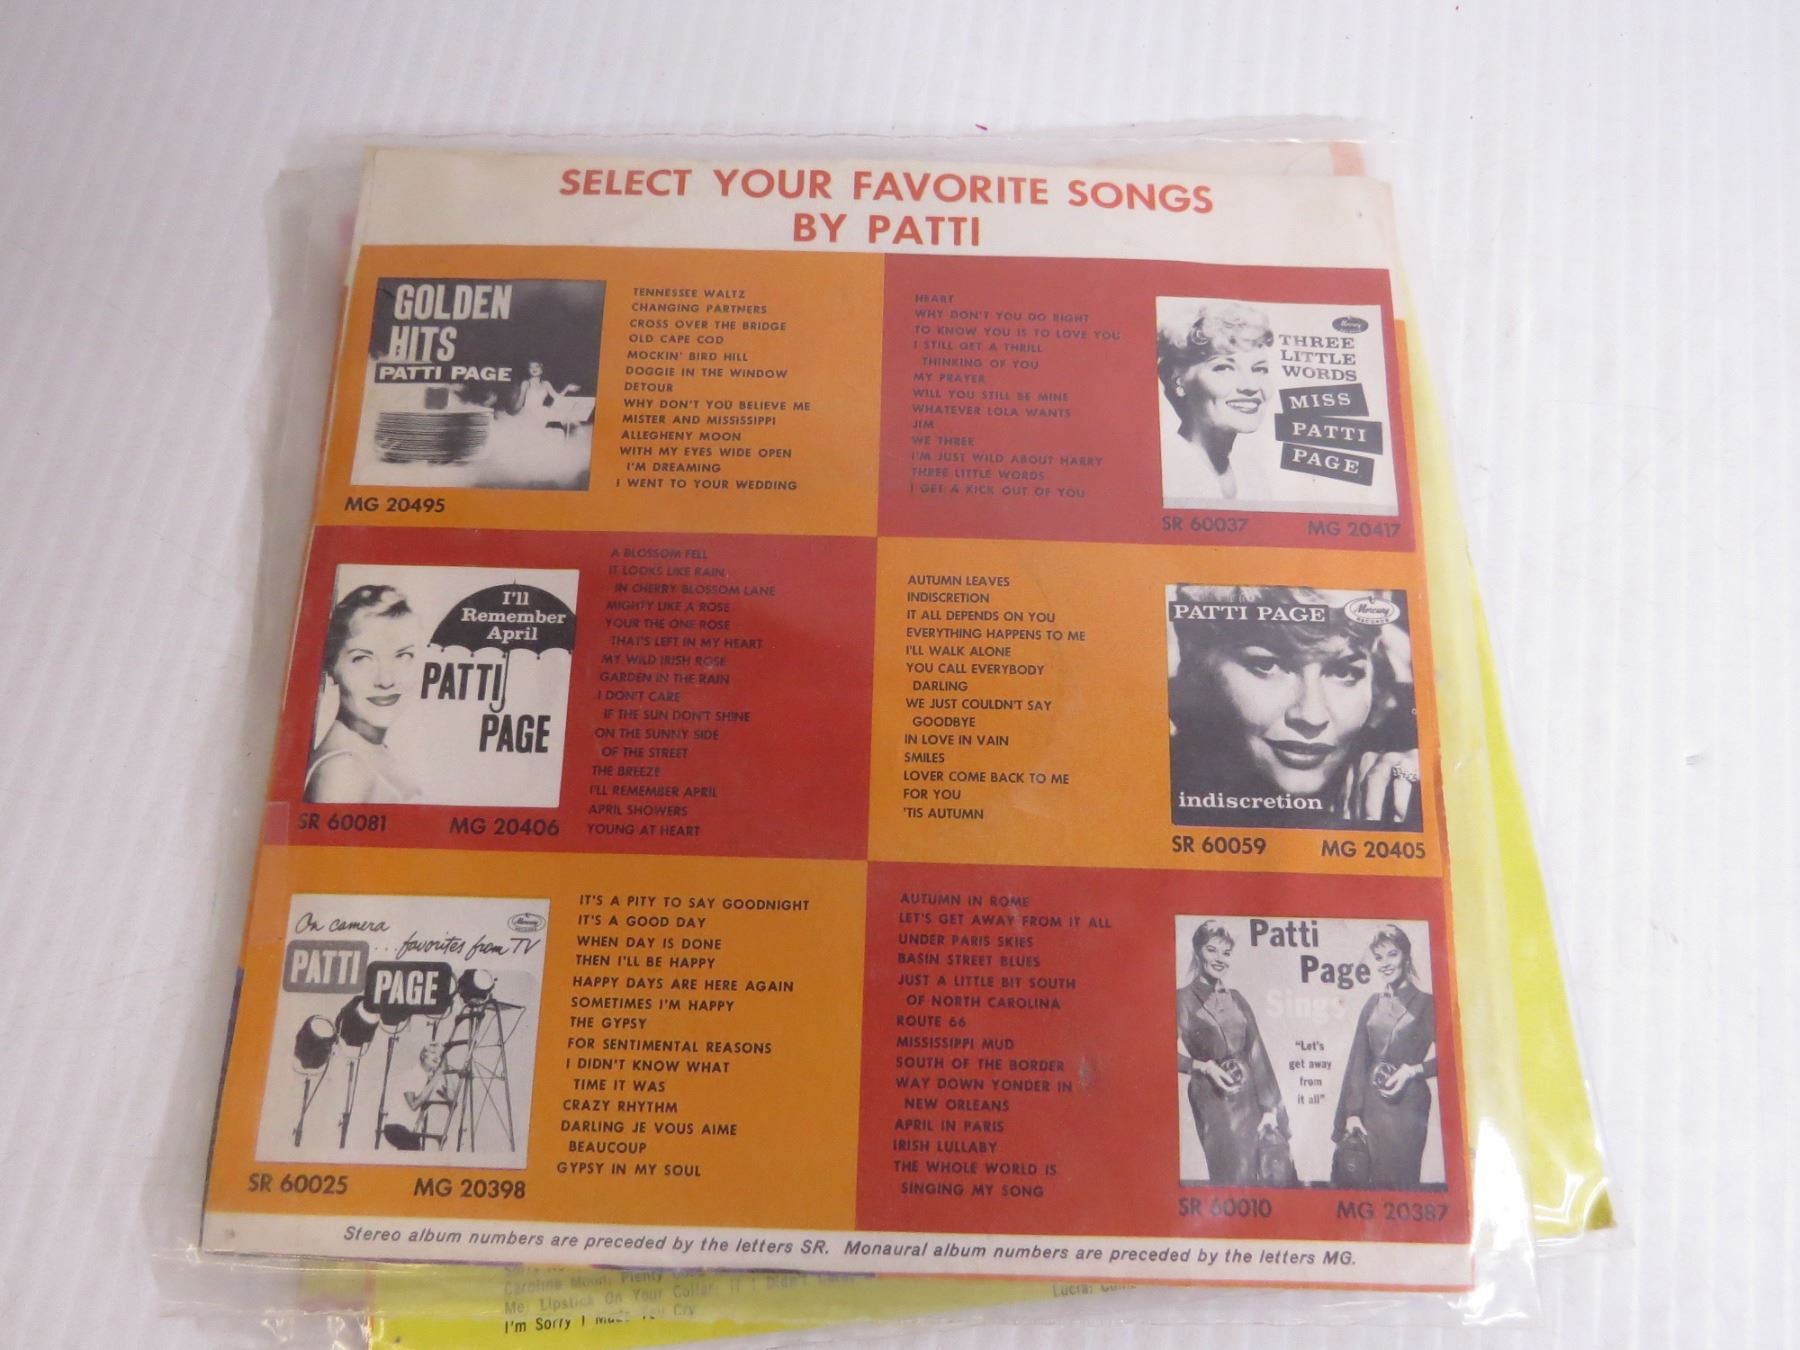 SELECT YOUR FAVORITE SONGS
BY PATTI
GOLDEN
HITS
PATTI PAGE
MG 20495
TENNESSEE WALTZ
CHANGING PARTNERS
CROSS OVER THE BRIDGE
OLD CAPE COD
MOCKIN' BIRD HILL
DOGGIE IN THE WINDOW
DETOUR
WHY DON'T YOU BELIEVE ME
MISTER AND MISSISSIPPI
ALLEGHENY MOON
WITH MY EYES WIDE OPEN
I'M DREAMING
I WENT TO YOUR WEDDING
HEART
WHY DON'T YOU DO RIGHT
TO KNOW YOU IS TO LOVE YOU
I STILL GET A THRILL
THINKING OF YOU
MY PRAYER
WILL YOU STILL BE MINE
WHATEVER LOLA WANTS
JIM
WE THREE
I'M JUST WILD ABOUT HARRY
THREE LITTLE WORDS
I GET A KICK OUT OF YOU
Mercury
THREE
LITTLE
WORDS
MISS
PATTI
PAGE
SR 60037 MG 20417
I'll
Remember
April
PATTI
PAGE
SR 60081 MG 20406
A BLOSSOM FELL
IT LOOKS LIKE RAIN
IN CHERRY BLOSSOM LANE
MIGHTY LIKE A ROSE
YOUR THE ONE ROSE
THAT'S LEFT IN MY HEART
MY WILD IRISH ROSE
GARDEN IN THE RAIN
I DON'T CARE
IF THE SUN DON'T SHINE
ON THE SUNNY SIDE
OF THE STREET
THE BREEZE
I'LL REMEMBER APRIL
APRIL SHOWERS
YOUNG AT HEART
AUTUMN LEAVES
INDISCRETION
IT ALL DEPENDS ON YOU
EVERYTHING HAPPENS TO ME
I'LL WALK ALONE
YOU CALL EVERYBODY
DARLING
WE JUST COULDN'T SAY
GOODBYE
IN LOVE IN VAIN
SMILES
LOVER COME BACK TO ME
FOR YOU
'TIS AUTUMN
PATTI PAGE
Mercury
RECORDS
indiscretion
SR 60059 MG 20405
On camera
...favorites from TV
Mercury
PATTI
PAGE
SR 60025 MG 20398
IT'S A PITY TO SAY GOODNIGHT
IT'S A GOOD DAY
WHEN DAY IS DONE
THEN I'LL BE HAPPY
HAPPY DAYS ARE HERE AGAIN
SOMETIMES I'M HAPPY
THE GYPSY
FOR SENTIMENTAL REASONS
I DIDN'T KNOW WHAT
TIME IT WAS
CRAZY RHYTHM
DARLING JE VOUS AIME
BEAUCOUP
GYPSY IN MY SOUL
AUTUMN IN ROME
LET'S GET AWAY FROM IT ALL
UNDER PARIS SKIES
BASIN STREET BLUES
JUST A LITTLE BIT SOUTH
OF NORTH CAROLINA
ROUTE 66
MISSISSIPPI MUD
SOUTH OF THE BORDER
WAY DOWN YONDER IN
NEW ORLEANS
APRIL IN PARIS
IRISH LULLABY
THE WHOLE WORLD IS
SINGING MY SONG
Patti
Page
Sings
"Let's
get away
from
it all"
SR 60010 MG 20387
Stereo album numbers are preceded by the letters SR. Monaural album numbers are preceded by the letters MG.
Caroline Moon; Plenty If I Didn't
Me; Lipstick On Your Collar;
I'm Sorry I Made You Cry